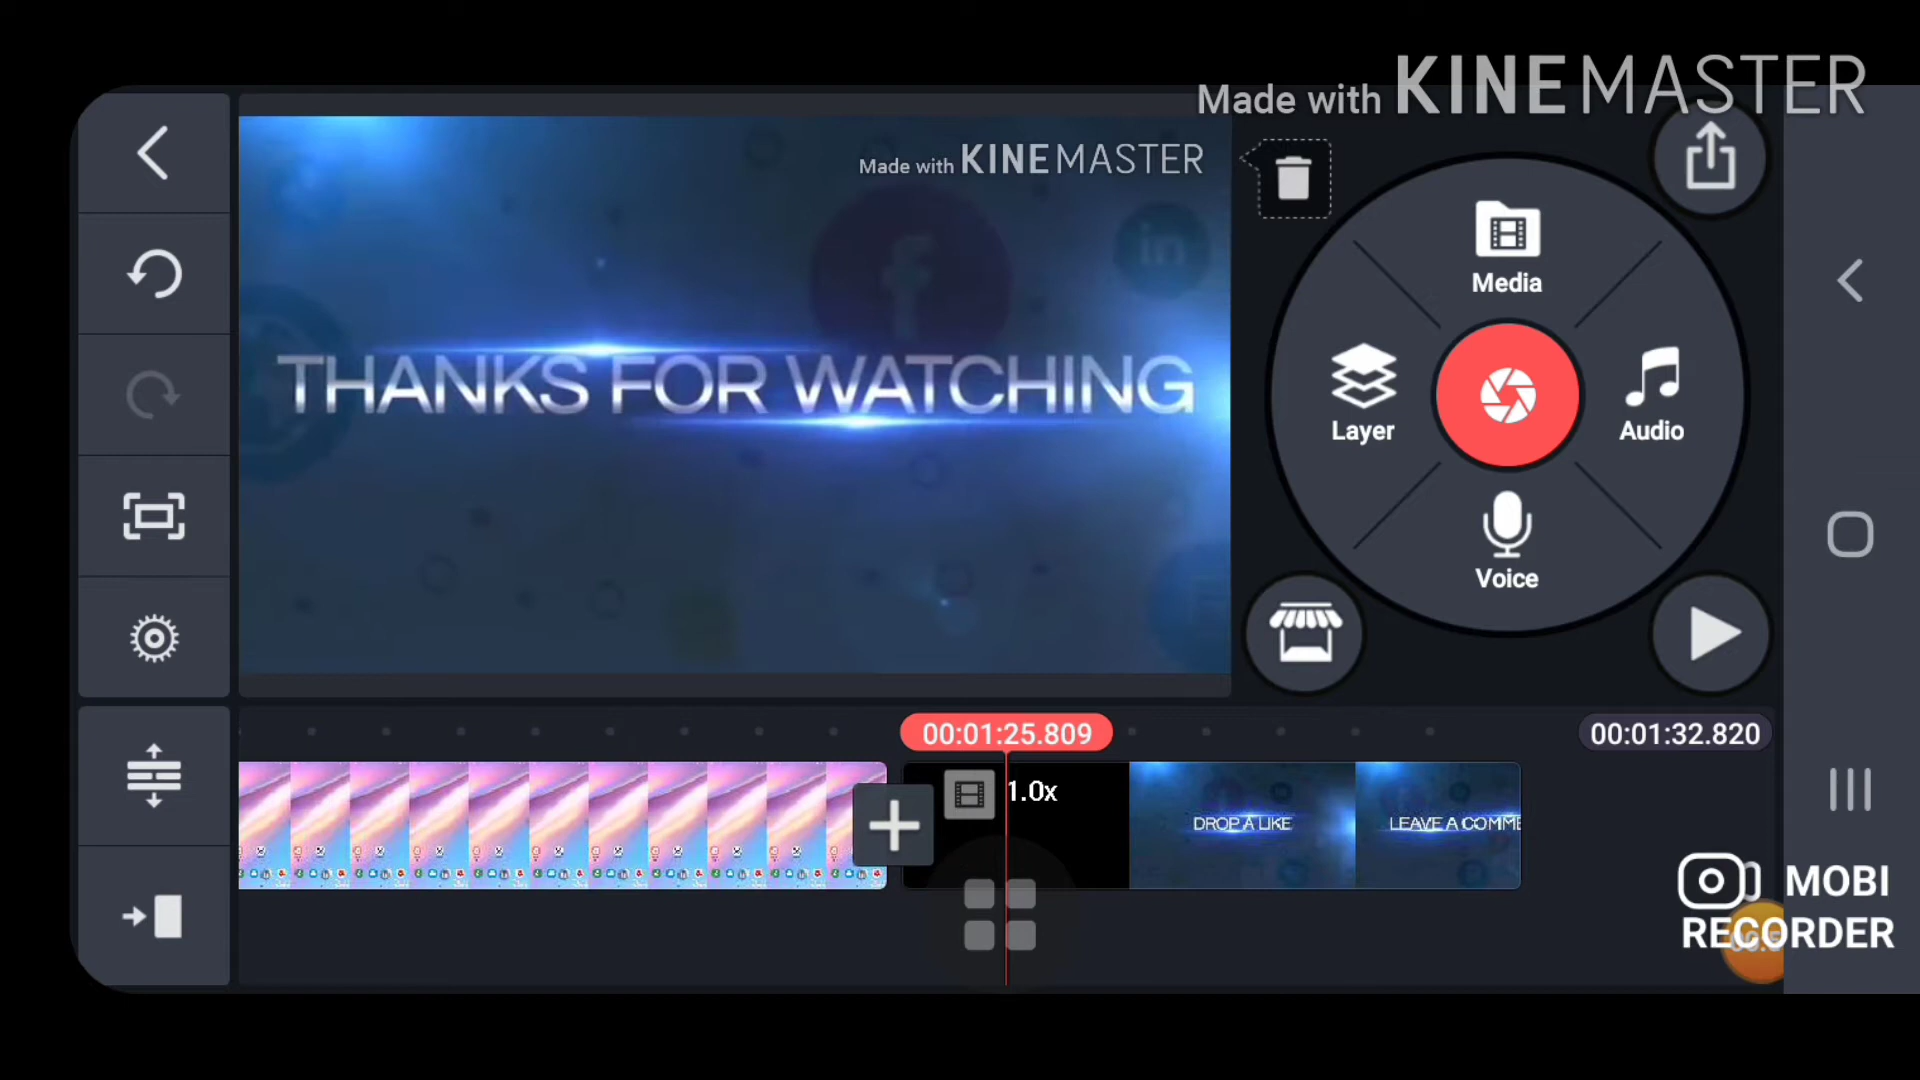 Made with KINEMASTER
Made with KINEMASTER
THANKS FOR WATCHING
f
in
Media
Layer
Audio
Voice
00:01:25.809
00:01:32.820
1.0x
DROP A LIKE
LEAVE A COMME
MOBI
RECORDER